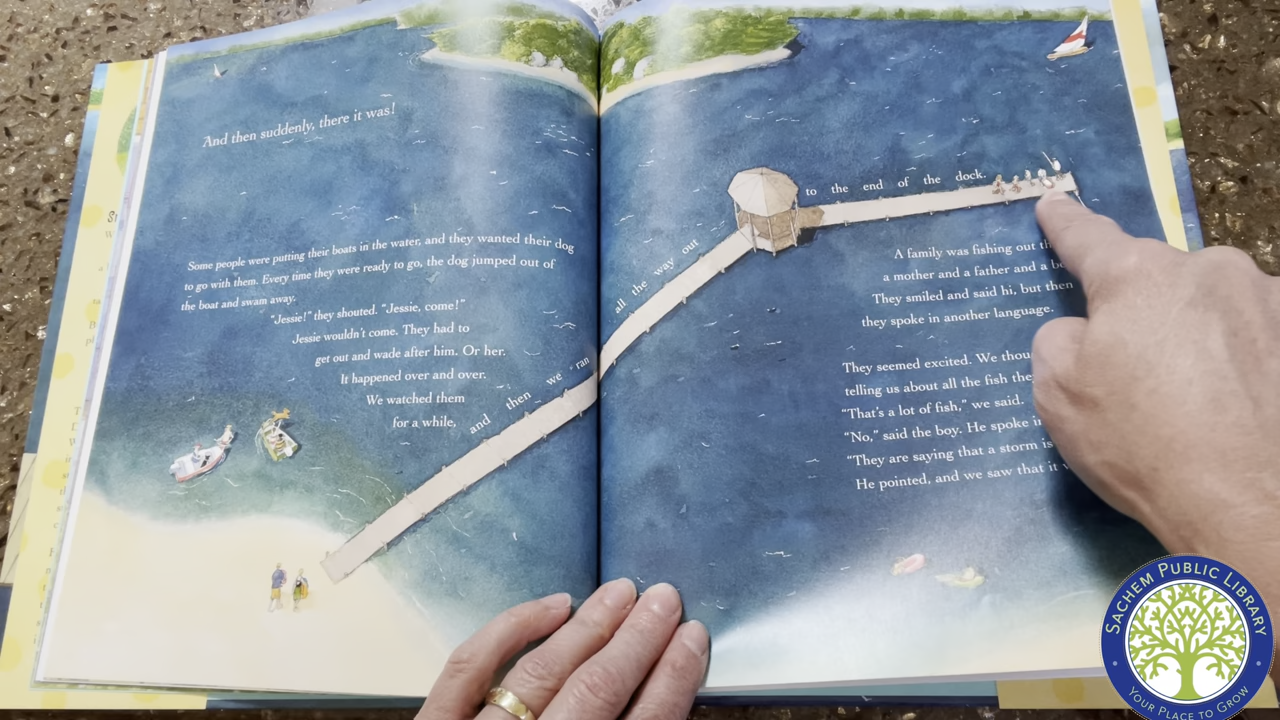 And then suddenly, there it was!
Some people were putting their boats in the water, and they wanted their dog
to go with them. Every time they were ready to go, the dog jumped out of
the boat and swam away.
"Jessie!" they shouted. "Jessie, come!"
Jessie wouldn't come. They had to
get out and wade after him. Or her.
It happened over and over.
We watched them
for a while,
and then we ran
all the way out
to the end of the dock.
A family was fishing out
a mother and a father and a
They smiled and said hi, but then
they spoke in another language.
They seemed excited. We
telling us about all the fish
"That's a lot of fish," we said.
"No," said the boy. He spoke
"They are saying that a storm is
He pointed, and we saw that it
SACHEM PUBLIC LIBRARY
YOUR PLACE TO GROW